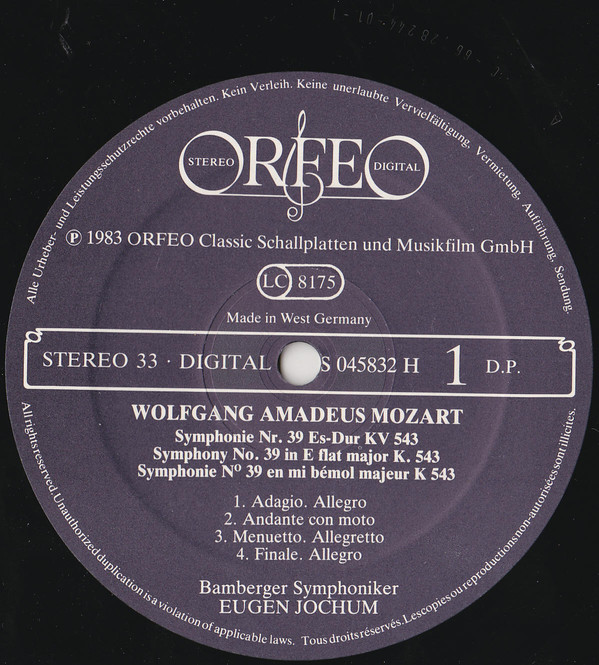 Alle Urheber- und Leistungsschutzrechte vorbehalten. Kein Verleih. Keine unerlaubte Vervielfältigung, Vermietung, Aufführung, Sendung.
ORFEO
STEREO
DIGITAL
℗ 1983 ORFEO Classic Schallplatten und Musikfilm GmbH
LC 8175
Made in West Germany
STEREO 33 · DIGITAL S 045832 H 1 D.P.
WOLFGANG AMADEUS MOZART
Symphonie Nr. 39 Es-Dur KV 543
Symphony No. 39 in E flat major K. 543
Symphonie Nº 39 en mi bémol majeur K 543
1. Adagio. Allegro
2. Andante con moto
3. Menuetto. Allegretto
4. Finale. Allegro
Bamberger Symphoniker
EUGEN JOCHUM
All rights reserved. Unauthorized duplication is a violation of applicable laws. Tous droits réservés. Les copies ou reproductions non-autorisées sont illicites.